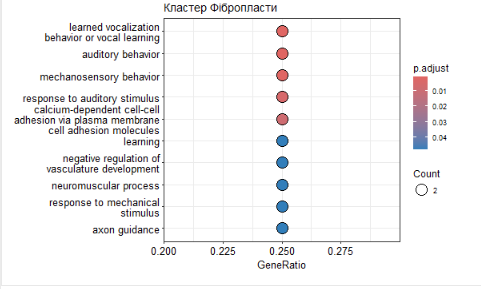 Кластер Фібропласти
learned vocalization
behavior or vocal learning
auditory behavior
mechanosensory behavior
response to auditory stimulus
calcium-dependent cell-cell
adhesion via plasma membrane
cell adhesion molecules
learning
negative regulation of
vasculature development
neuromuscular process
response to mechanical
stimulus
axon guidance
0.200 0.225 0.250 0.275
GeneRatio
p.adjust
0.01
0.02
0.03
0.04
Count
2